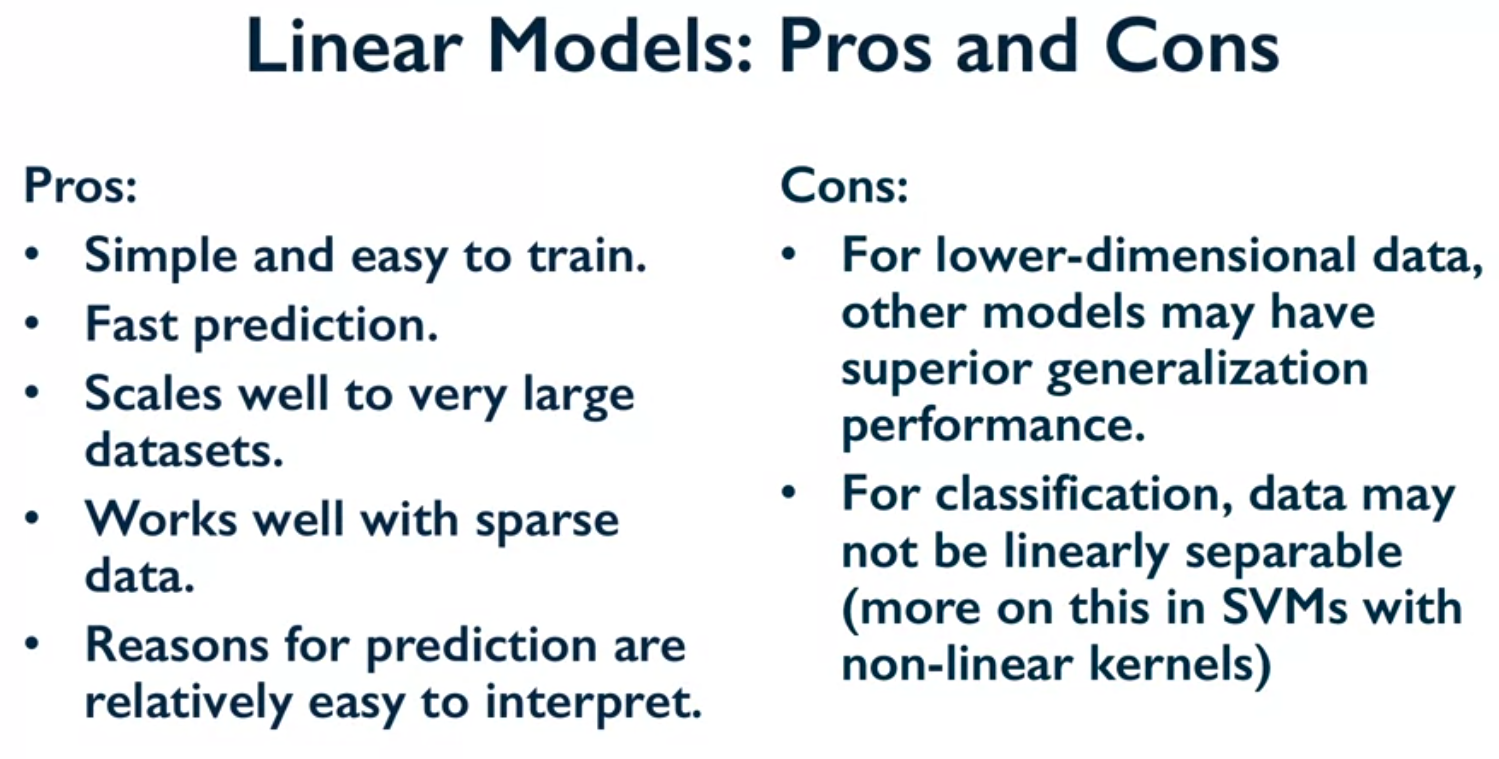 Linear Models: Pros and Cons
Pros:
• Simple and easy to train.
• Fast prediction.
• Scales well to very large
datasets.
• Works well with sparse
data.
• Reasons for prediction are
relatively easy to interpret.
Cons:
• For lower-dimensional data,
other models may have
superior generalization
performance.
• For classification, data may
not be linearly separable
(more on this in SVMs with
non-linear kernels)